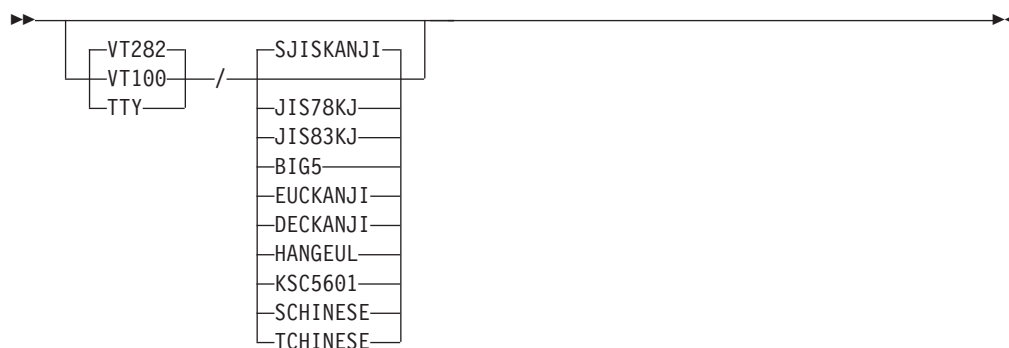 VT282 SJISKANJI
VT100 /
TTY JIS78KJ
JIS83KJ
BIG5
EUCKANJI
DECKANJI
HANGEUL
KSC5601
SCHINESE
TCHINESE